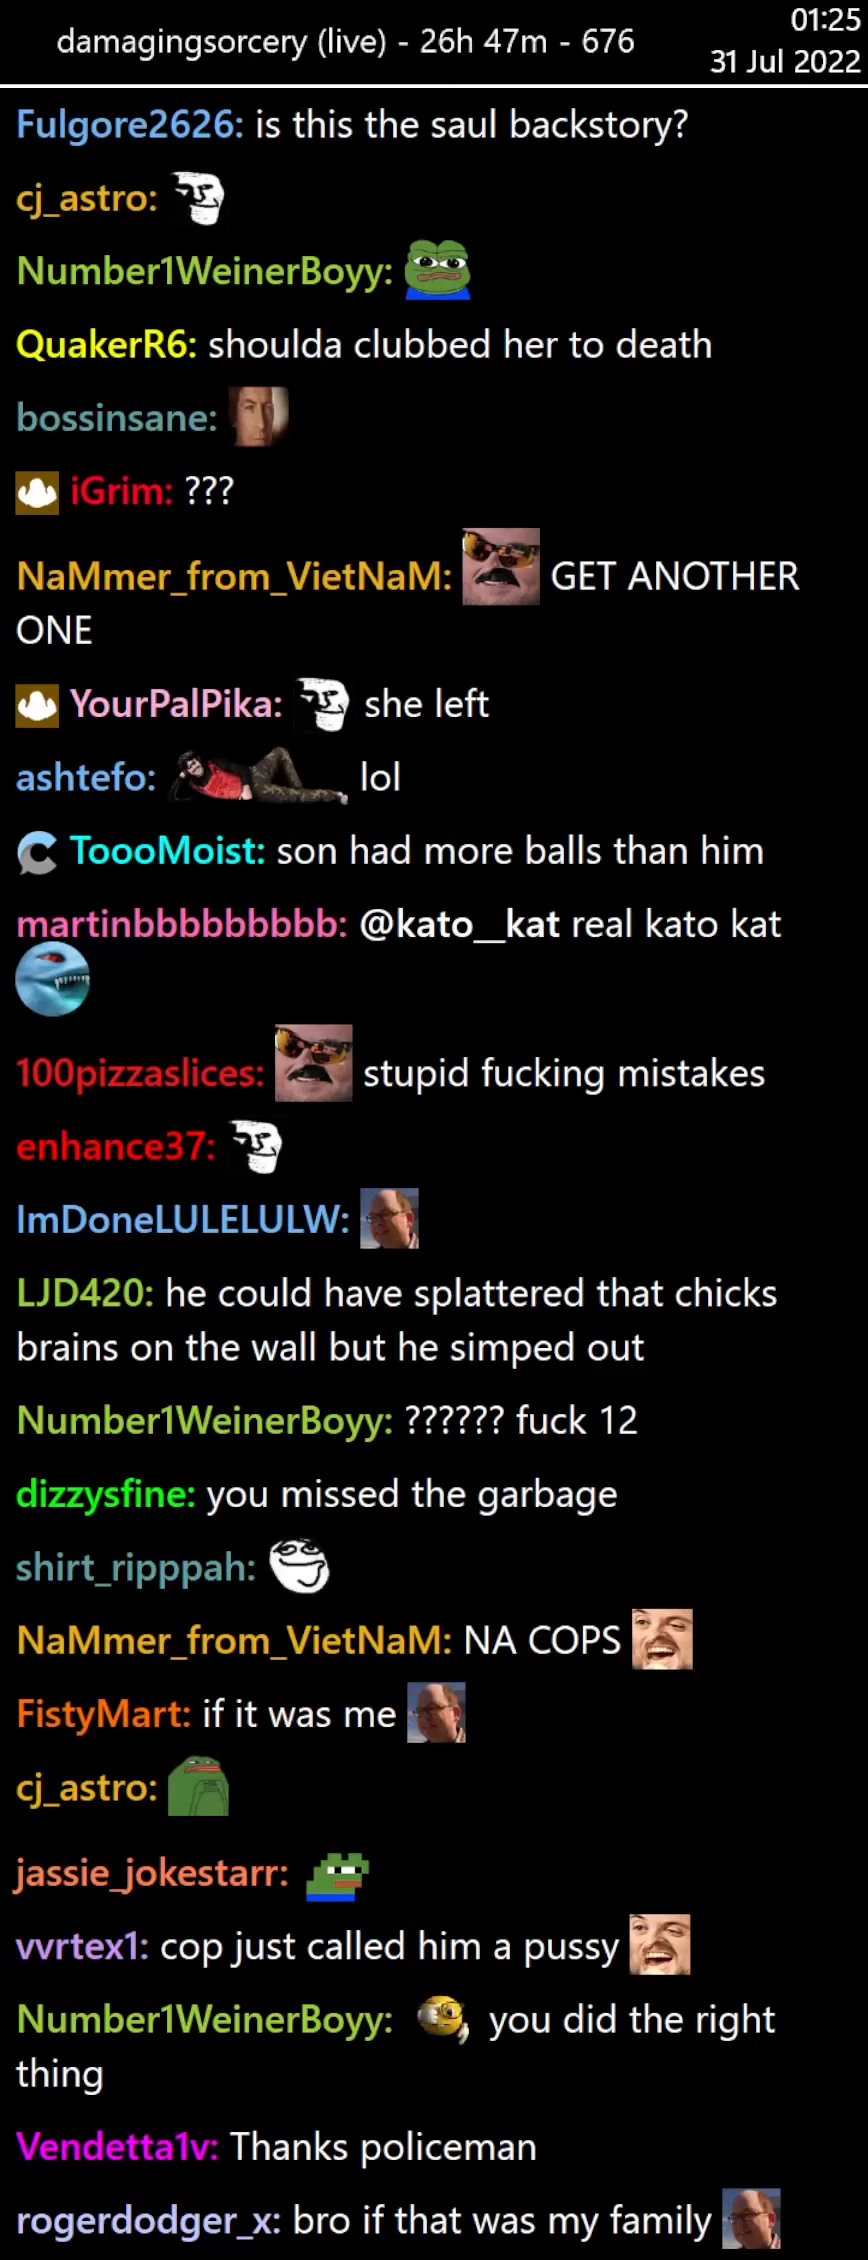 damagingsorcery (live) - 26h 47m - 676
01:25
31 Jul 2022
Fulgore2626: is this the saul backstory?
cj_astro:
Number1WeinerBoyy:
QuakerR6: shoulda clubbed her to death
bossinsane:
iGrim: ???
NaMmer_from_VietNaM: GET ANOTHER
ONE
YourPalPika: she left
ashtefo: lol
ToooMoist: son had more balls than him
martinbbbbbbbbbb: @kato__kat real kato kat
100pizzaslices: stupid fucking mistakes
enhance37:
ImDoneLULELULW:
LJD420: he could have splattered that chicks
brains on the wall but he simped out
Number1WeinerBoyy: ?????? fuck 12
dizzysfine: you missed the garbage
shirt_ripppah:
NaMmer_from_VietNaM: NA COPS
FistyMart: if it was me
cj_astro:
jassie_jokestarr:
vvrtex1: cop just called him a pussy
Number1WeinerBoyy: you did the right
thing
Vendetta1v: Thanks policeman
rogerdodger_x: bro if that was my family